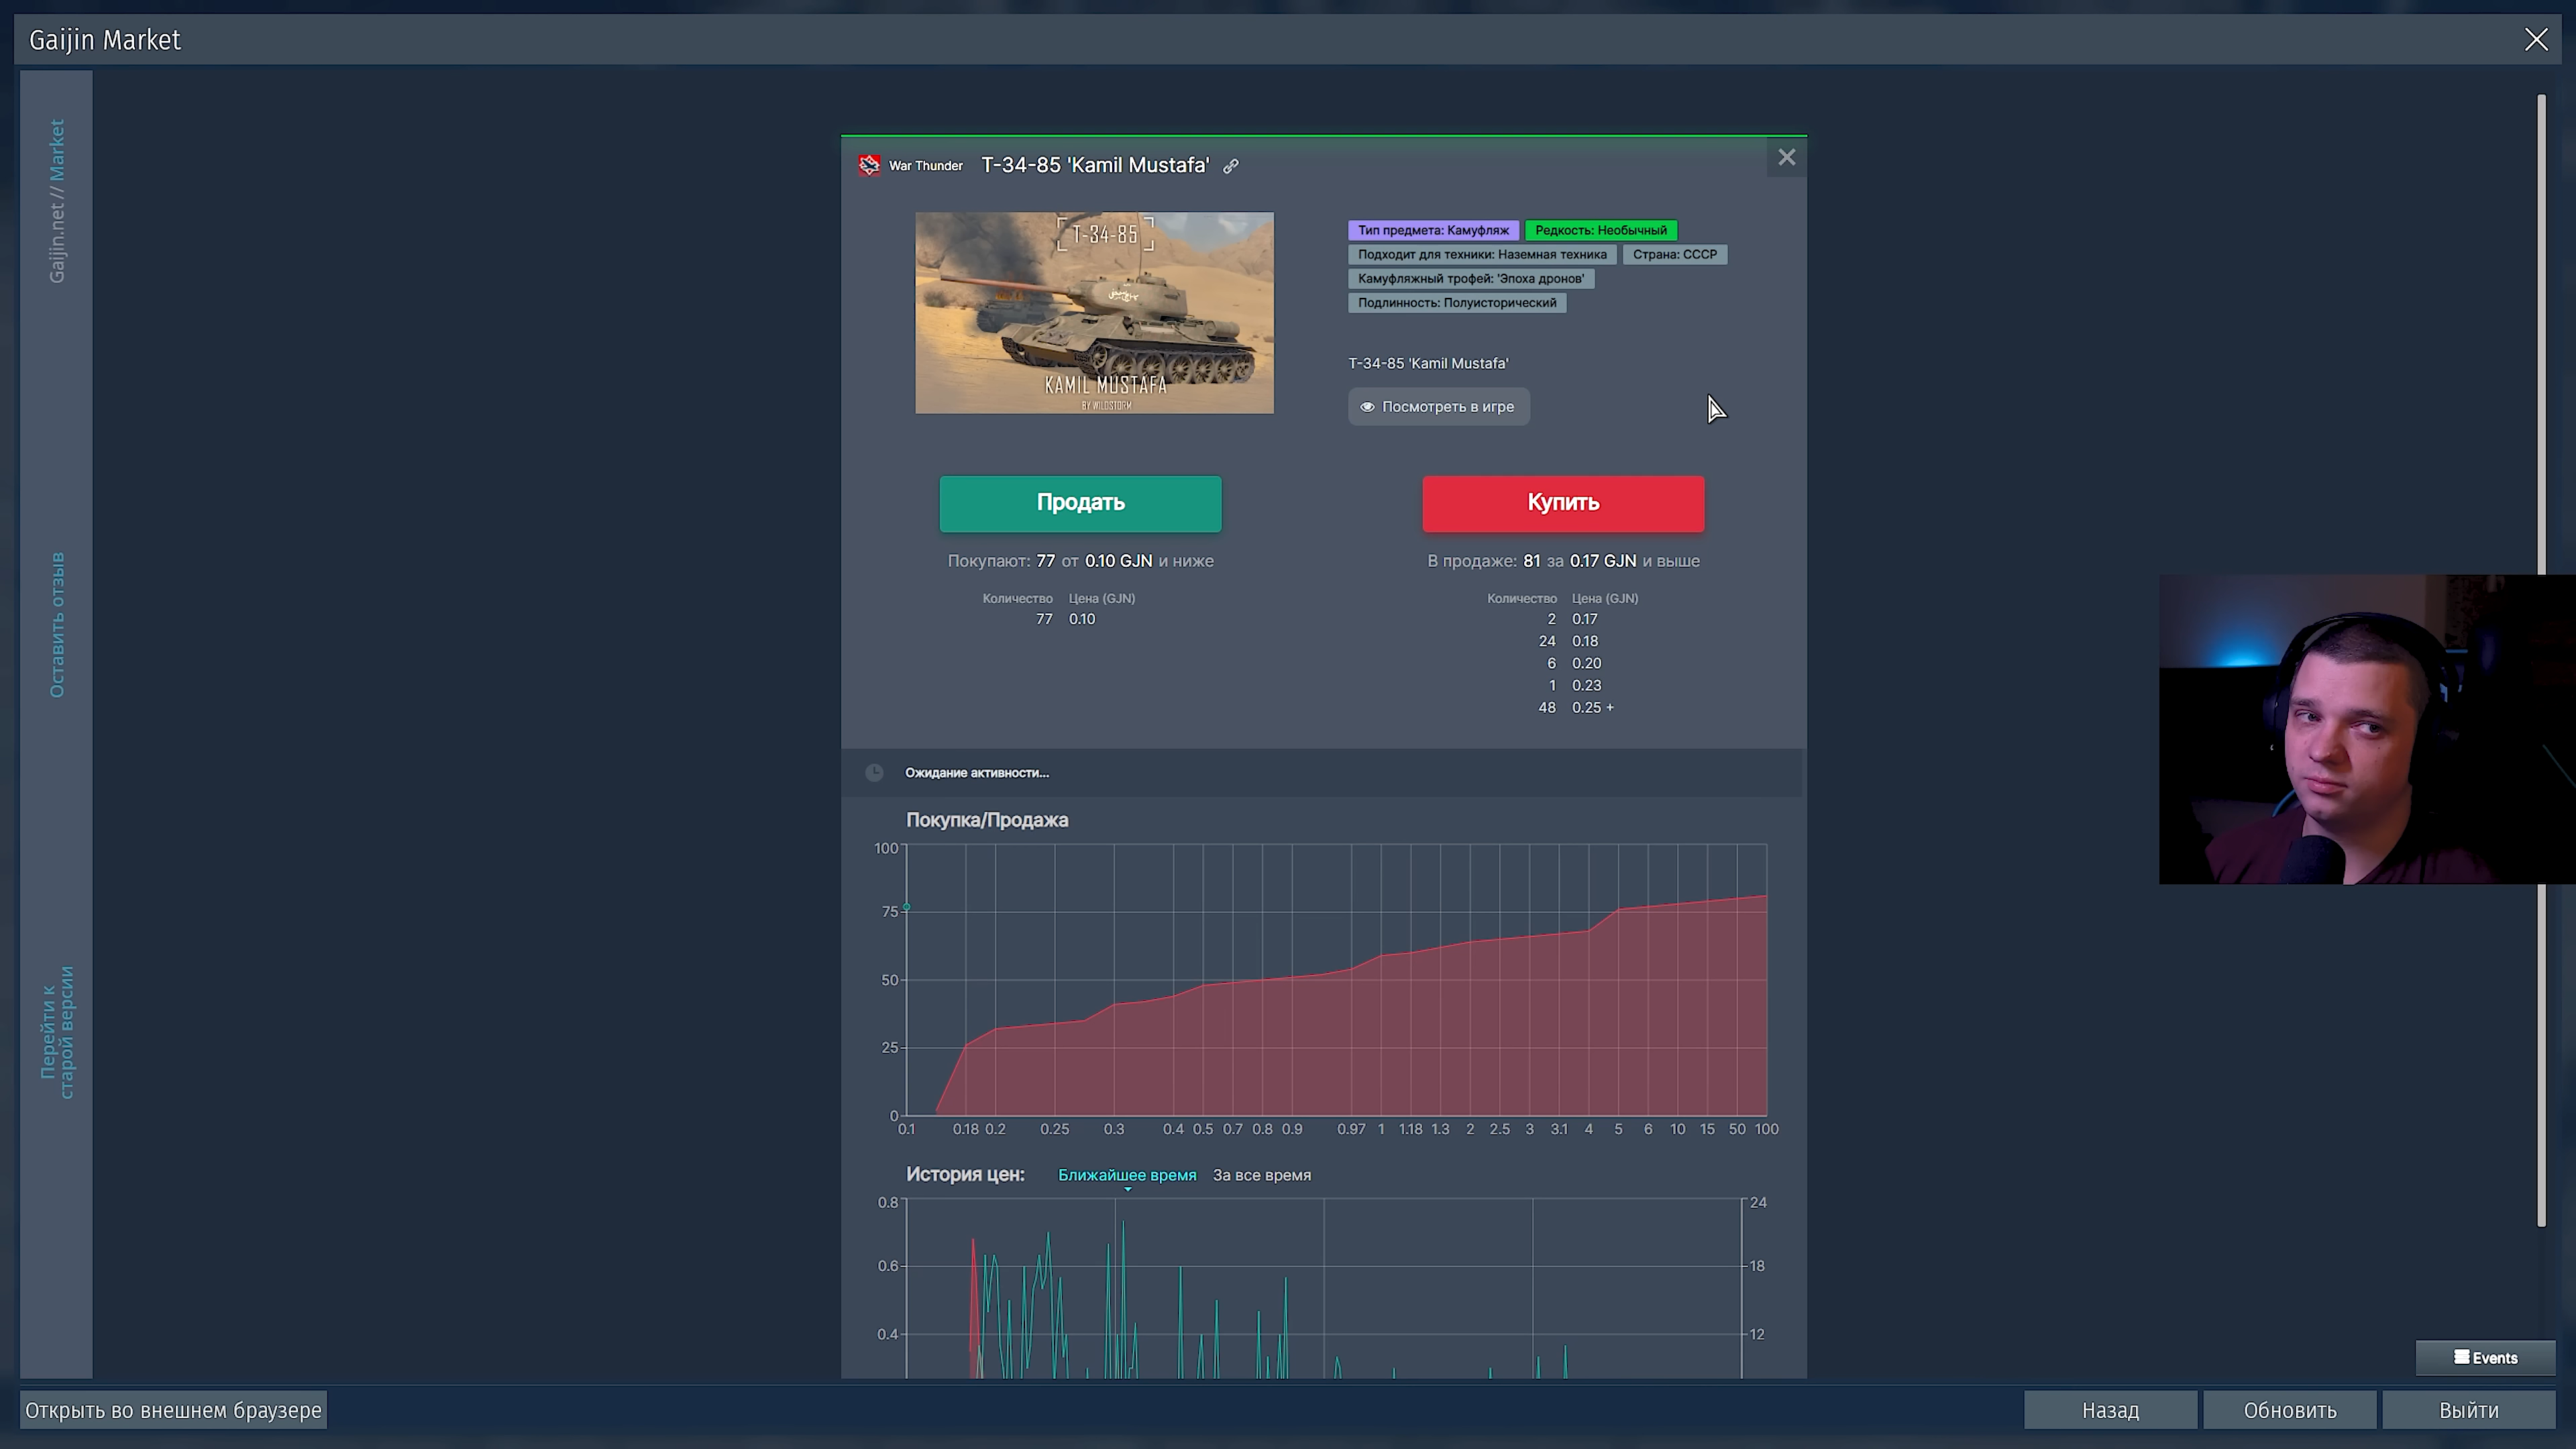 Gaijin Market
Gaijin.net // Market
Оставить отзыв
Перейти к
старой версии
War Thunder
T-34-85 'Kamil Mustafa'
T-34-85
KAMIL MUSTAFA
BY WILDSTORM
Тип предмета: Камуфляж
Редкость: Необычный
Подходит для техники: Наземная техника
Страна: СССР
Камуфляжный трофей: 'Эпоха дронов'
Подлинность: Полуисторический
T-34-85 'Kamil Mustafa'
Посмотреть в игре
Продать
Покупают: 77 от 0.10 GJN и ниже
Количество Цена (GJN)
77 0.10
Купить
В продаже: 81 за 0.17 GJN и выше
Количество Цена (GJN)
2 0.17
24 0.18
6 0.20
1 0.23
48 0.25 +
Ожидание активности...
Покупка/Продажа
100
75
50
25
0
0.1 0.18 0.2 0.25 0.3 0.4 0.5 0.7 0.8 0.9 0.97 1 1.18 1.3 2 2.5 3 3.1 4 5 6 10 15 50 100
История цен: Ближайшее время За все время
0.8 24
0.6 18
0.4 12
Events
Открыть во внешнем браузере
Назад
Обновить
Выйти